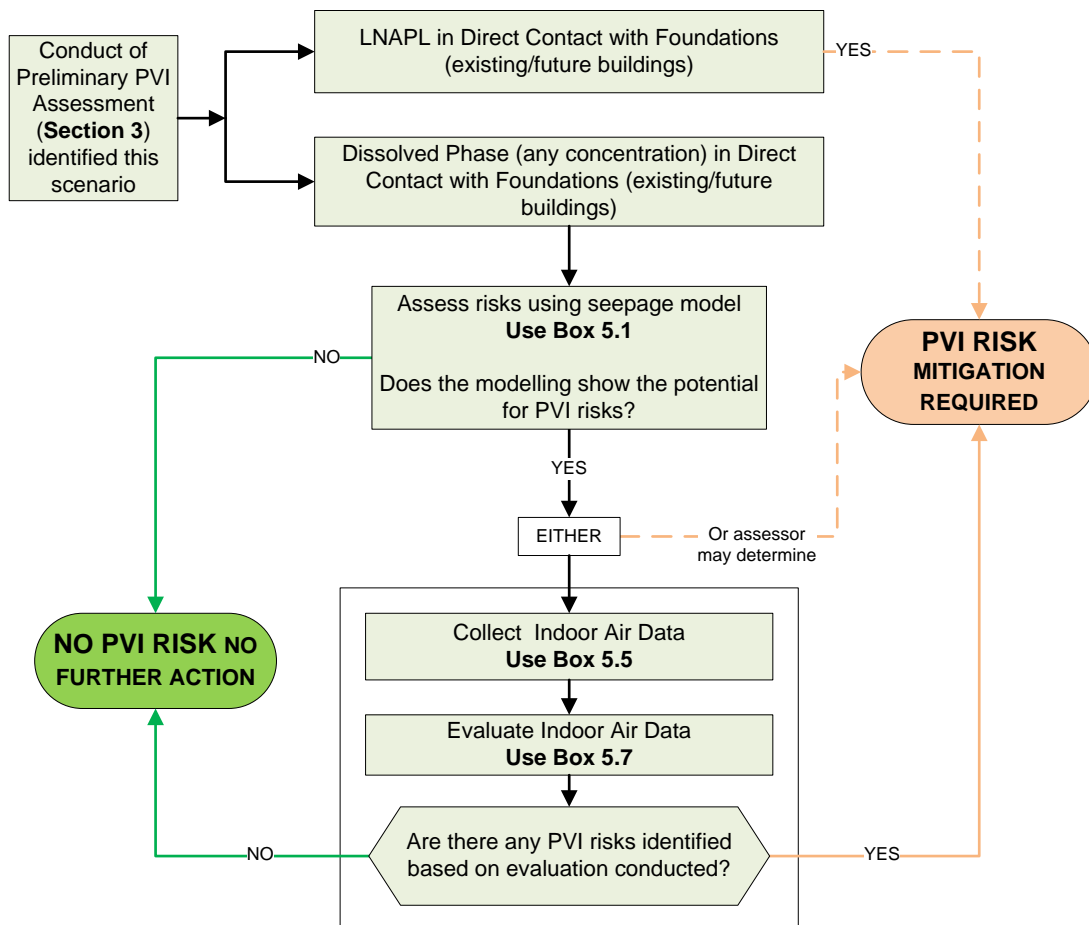 Conduct of
Preliminary PVI
Assessment
(Section 3)
identified this
scenario
LNAPL in Direct Contact with Foundations
(existing/future buildings)
YES
Dissolved Phase (any concentration) in Direct
Contact with Foundations (existing/future
buildings)
Assess risks using seepage model
Use Box 5.1
Does the modelling show the potential
for PVI risks?
NO
YES
PVI RISK
MITIGATION
REQUIRED
EITHER
Or assessor
may determine
Collect  Indoor Air Data
Use Box 5.5
NO PVI RISK NO
FURTHER ACTION
Evaluate Indoor Air Data
Use Box 5.7
Are there any PVI risks identified
based on evaluation conducted?
NO
YES